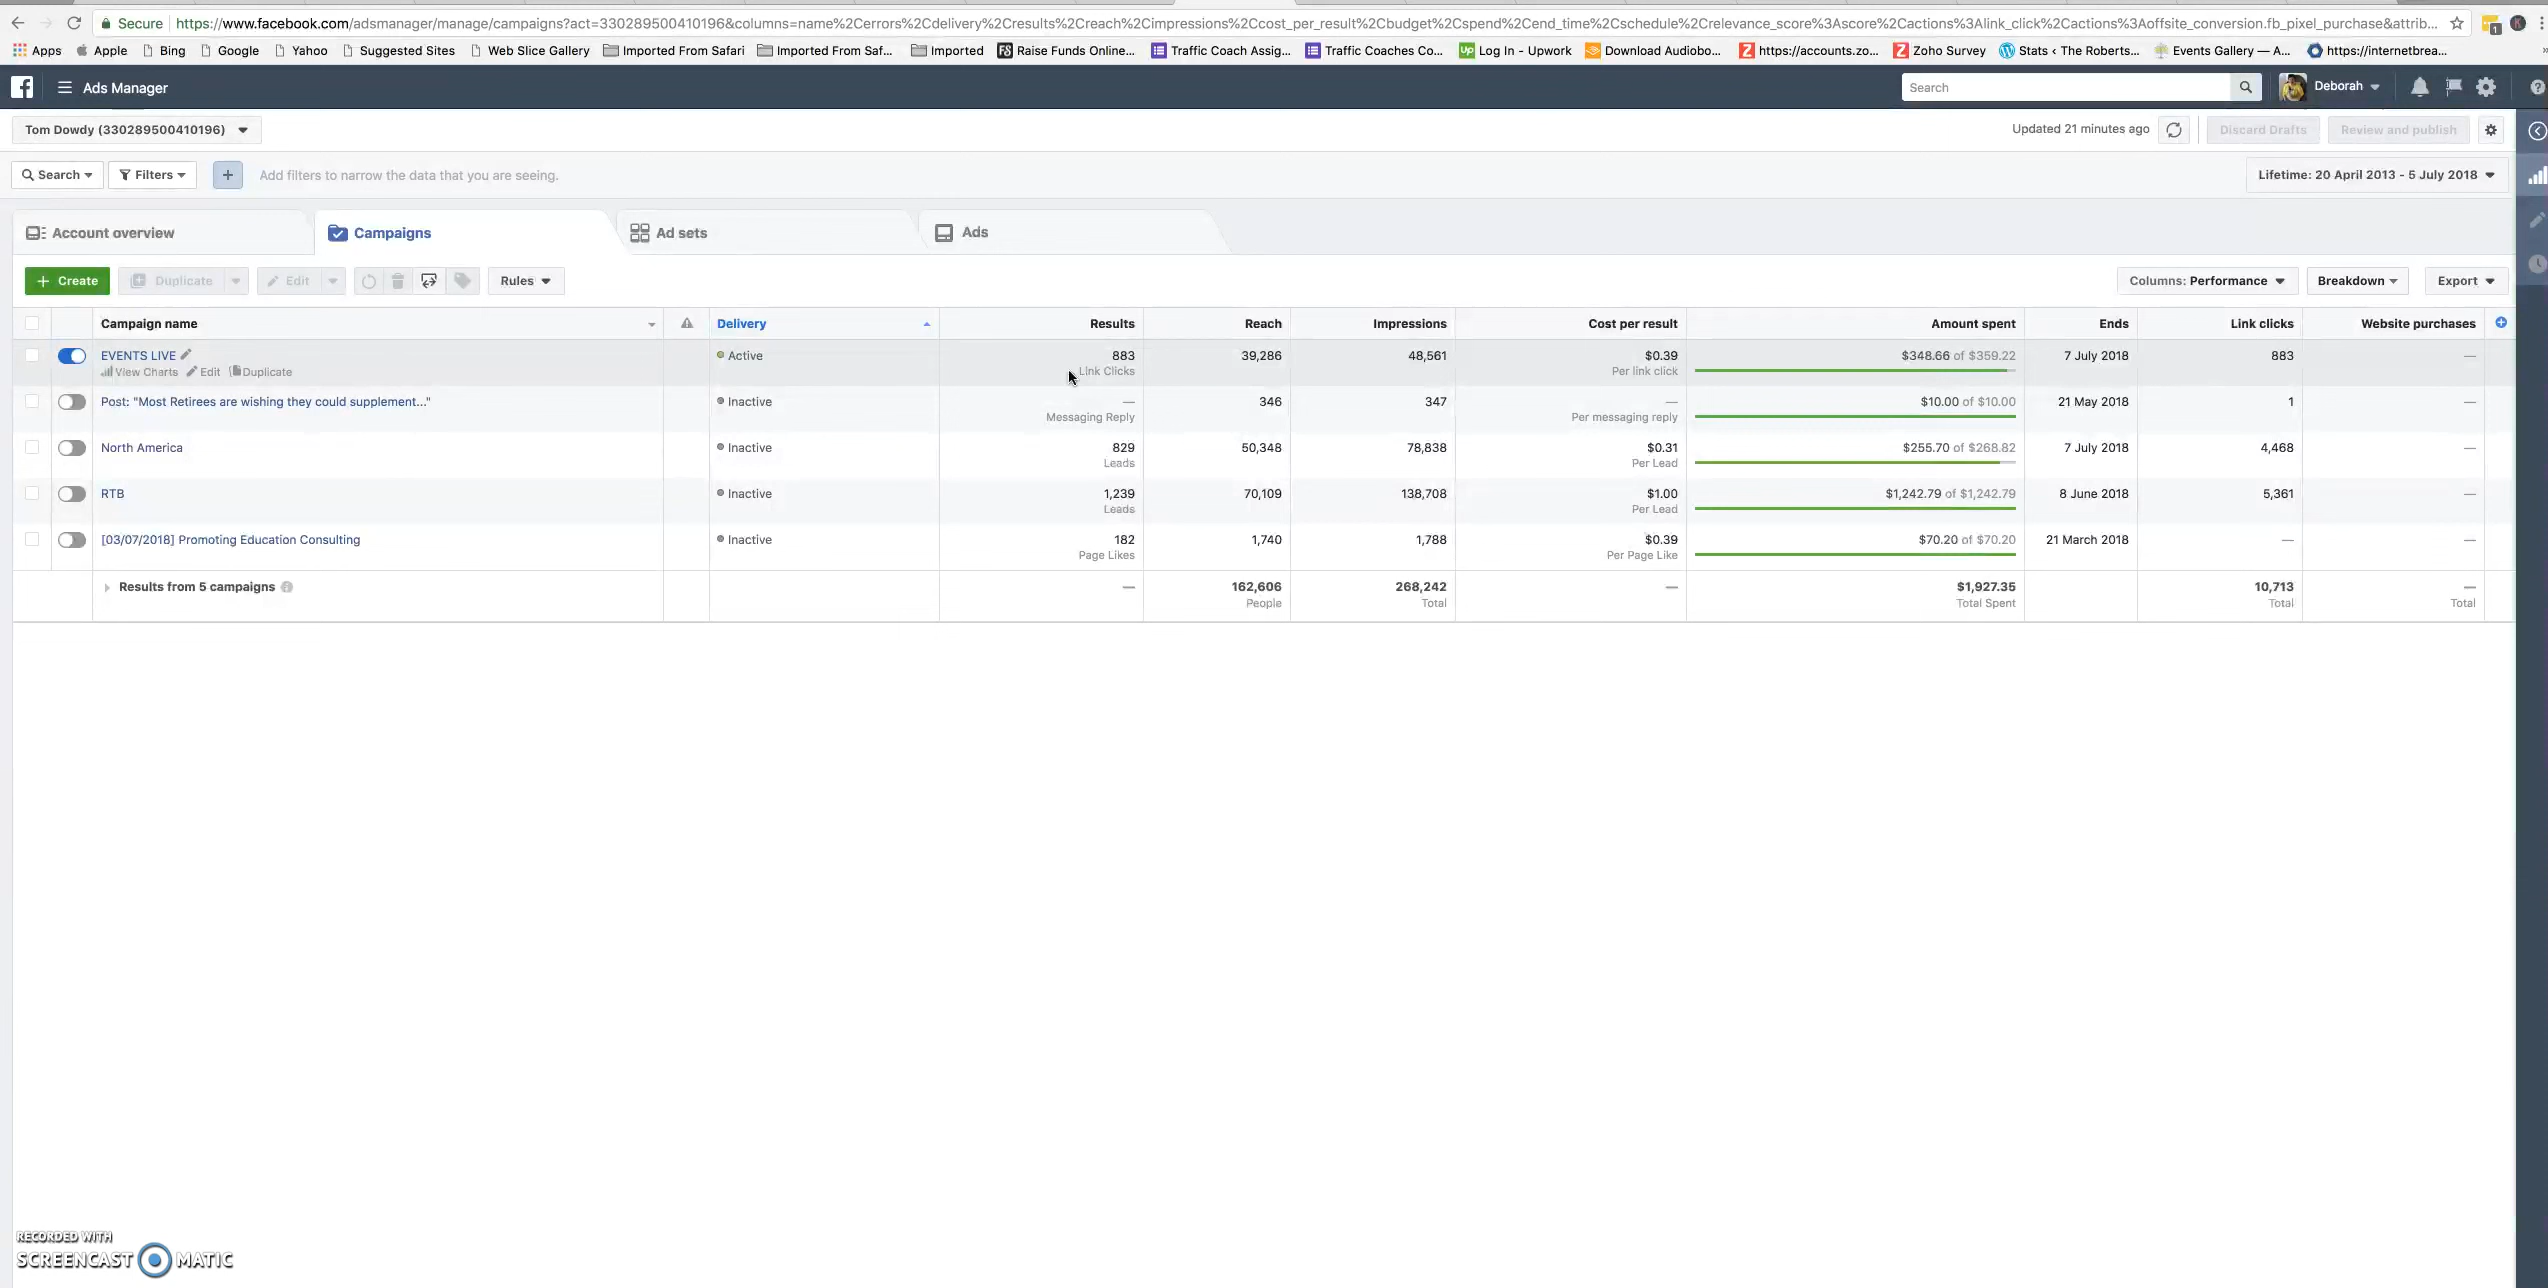 Secure https://www.facebook.com/adsmanager/manage/campaigns?act=330289500410196&columns=name%2Cerrors%2Cdelivery%2Cresults%2Creach%2Cimpressions%2Ccost_per_result%2Cbudget%2Cspend%2Cend_time%2Cschedule%2Crelevance_score%3Ascore%2Cactions%3Alink_click%2Cactions%3Aoffsite_conversion.fb_pixel_purchase&attrib...
Apps Apple Bing Google Yahoo Suggested Sites Web Slice Gallery Imported From Safari Imported From Saf... Imported Raise Funds Online... Traffic Coach Assig... Traffic Coaches Co... Up Log In - Upwork Download Audiobo... https://accounts.zo... Zoho Survey Stats ‹ The Roberts... Events Gallery — A... https://internetbrea...
Ads Manager Search Deborah
Tom Dowdy (330289500410196) Updated 21 minutes ago Discard Drafts Review and publish
Search Filters + Add filters to narrow the data that you are seeing. Lifetime: 20 April 2013 - 5 July 2018
Account overview Campaigns Ad sets Ads
+ Create Duplicate Edit Rules Columns: Performance Breakdown Export
Campaign name Delivery Results Reach Impressions Cost per result Amount spent Ends Link clicks Website purchases
EVENTS LIVE Active 883 39,286 48,561 $0.39 $348.66 of $359.22 7 July 2018 883 —
View Charts Edit Duplicate Link Clicks Per link click
Post: "Most Retirees are wishing they could supplement..." Inactive — 346 347 — $10.00 of $10.00 21 May 2018 1 —
Messaging Reply Per messaging reply
North America Inactive 829 50,348 78,838 $0.31 $255.70 of $268.82 7 July 2018 4,468 —
Leads Per Lead
RTB Inactive 1,239 70,109 138,708 $1.00 $1,242.79 of $1,242.79 8 June 2018 5,361 —
Leads Per Lead
[03/07/2018] Promoting Education Consulting Inactive 182 1,740 1,788 $0.39 $70.20 of $70.20 21 March 2018 — —
Page Likes Per Page Like
Results from 5 campaigns — 162,606 268,242 — $1,927.35 10,713 —
People Total Total Spent Total Total
RECORDED WITH
SCREENCAST MATIC